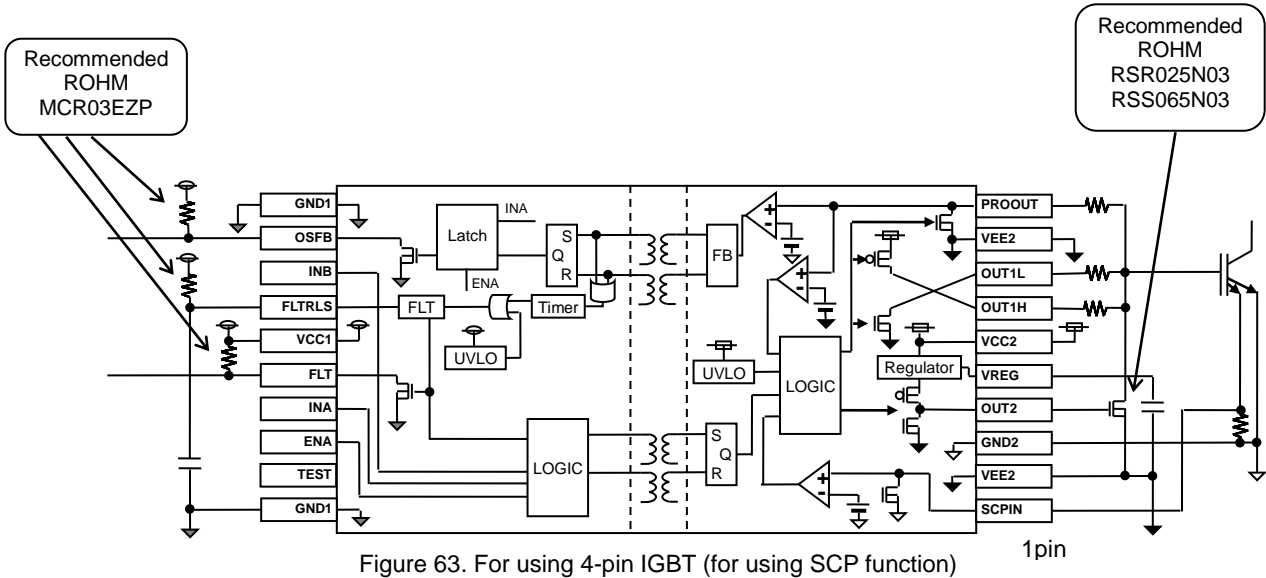 Recommended
ROHM
MCR03EZP
Recommended
ROHM
RSR025N03
RSS065N03
GND1
OSFB
INB
FLTRLS
VCC1
FLT
INA
ENA
TEST
GND1
INA
Latch
ENA
S
Q
R
FLT
Timer
UVLO
LOGIC
FB
+
-
+
-
UVLO
LOGIC
Regulator
S
Q
R
+
-
PROOUT
VEE2
OUT1L
OUT1H
VCC2
VREG
OUT2
GND2
VEE2
SCPIN
1pin
Figure 63. For using 4-pin IGBT (for using SCP function)